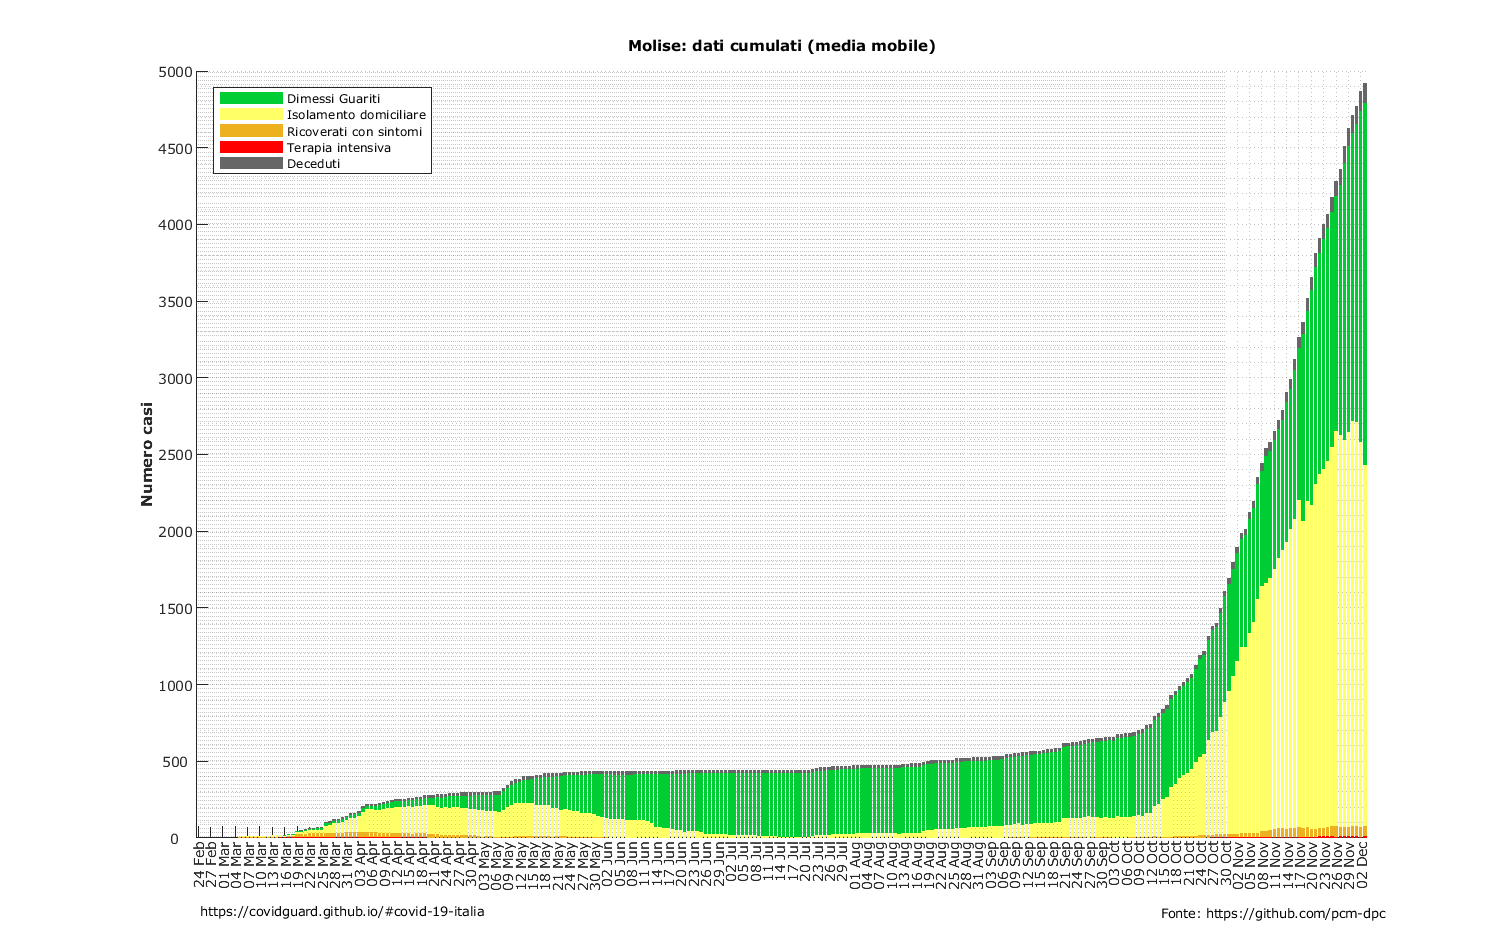 Molise: dati cumulati (media mobile)
5000
4500
4000
3500
3000
2500
2000
1500
1000
500
0
Numero casi
Dimessi Guariti
Isolamento domiciliare
Ricoverati con sintomi
Terapia intensiva
Deceduti
24 Feb
27 Feb
01 Mar
04 Mar
07 Mar
10 Mar
13 Mar
16 Mar
19 Mar
22 Mar
25 Mar
28 Mar
31 Mar
03 Apr
06 Apr
09 Apr
12 Apr
15 Apr
18 Apr
21 Apr
24 Apr
27 Apr
30 Apr
03 May
06 May
09 May
12 May
15 May
18 May
21 May
24 May
27 May
30 May
02 Jun
05 Jun
08 Jun
11 Jun
14 Jun
17 Jun
20 Jun
23 Jun
26 Jun
29 Jun
02 Jul
05 Jul
08 Jul
11 Jul
14 Jul
17 Jul
20 Jul
23 Jul
26 Jul
29 Jul
01 Aug
04 Aug
07 Aug
10 Aug
13 Aug
16 Aug
19 Aug
22 Aug
25 Aug
28 Aug
31 Aug
03 Sep
06 Sep
09 Sep
12 Sep
15 Sep
18 Sep
21 Sep
24 Sep
27 Sep
30 Sep
03 Oct
06 Oct
09 Oct
12 Oct
15 Oct
18 Oct
21 Oct
24 Oct
27 Oct
30 Oct
02 Nov
05 Nov
08 Nov
11 Nov
14 Nov
17 Nov
20 Nov
23 Nov
26 Nov
29 Nov
02 Dec
https://covidguard.github.io/#covid-19-italia
Fonte: https://github.com/pcm-dpc